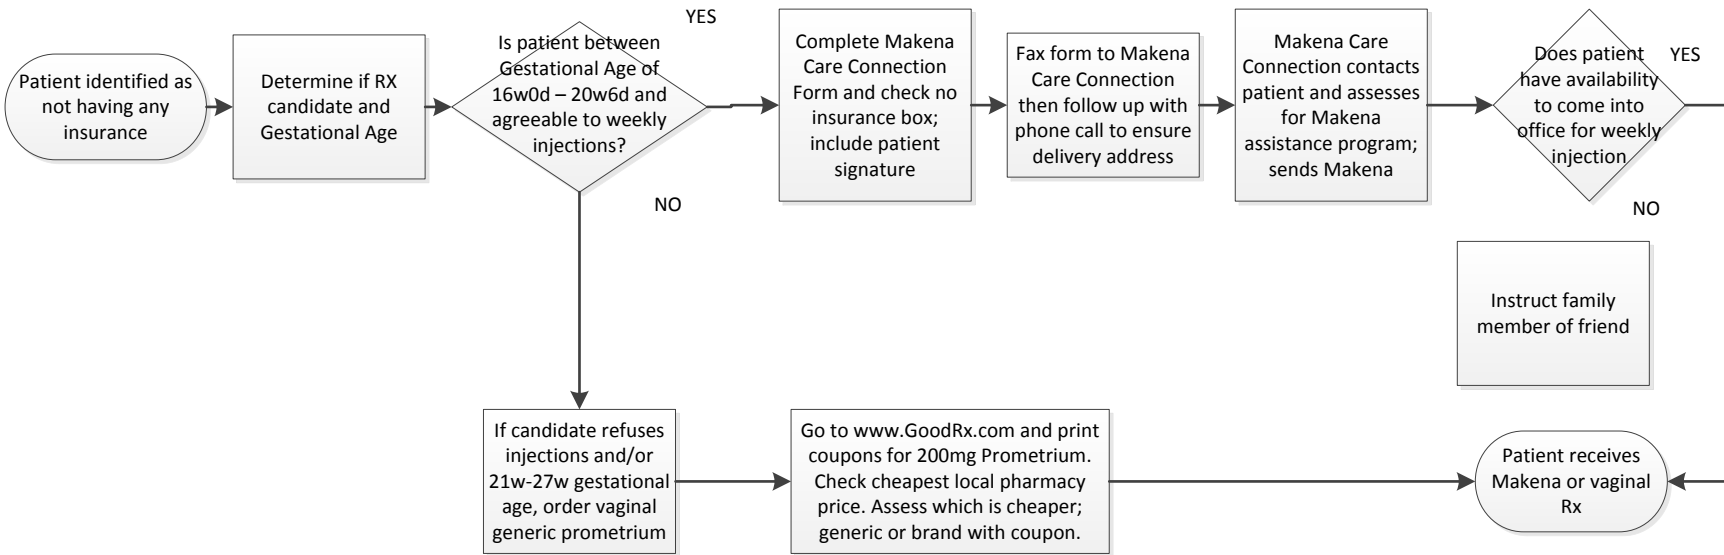 Patient identified as
not having any
insurance
Determine if RX
candidate and
Gestational Age
Is patient between
Gestational Age of
16w0d – 20w6d and
agreeable to weekly
injections?
YES
NO
Complete Makena
Care Connection
Form and check no
insurance box;
include patient
signature
Fax form to Makena
Care Connection
then follow up with
phone call to ensure
delivery address
Makena Care
Connection contacts
patient and assesses
for Makena
assistance program;
sends Makena
Does patient
have availability
to come into
office for weekly
injection
YES
NO
Instruct family
member of friend
If candidate refuses
injections and/or
21w-27w gestational
age, order vaginal
generic prometrium
Go to www.GoodRx.com and print
coupons for 200mg Prometrium.
Check cheapest local pharmacy
price. Assess which is cheaper;
generic or brand with coupon.
Patient receives
Makena or vaginal
Rx